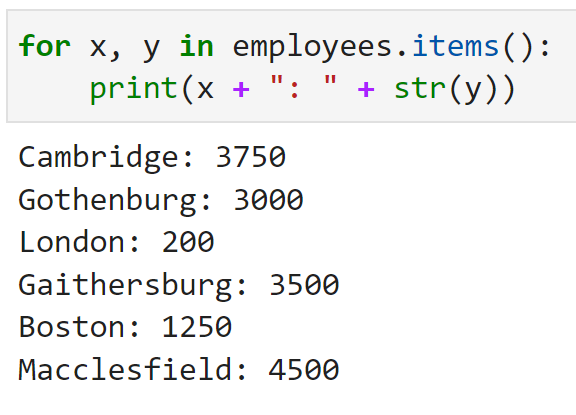 for x, y in employees.items():
    print(x + ": " + str(y))
Cambridge: 3750
Gothenburg: 3000
London: 200
Gaithersburg: 3500
Boston: 1250
Macclesfield: 4500